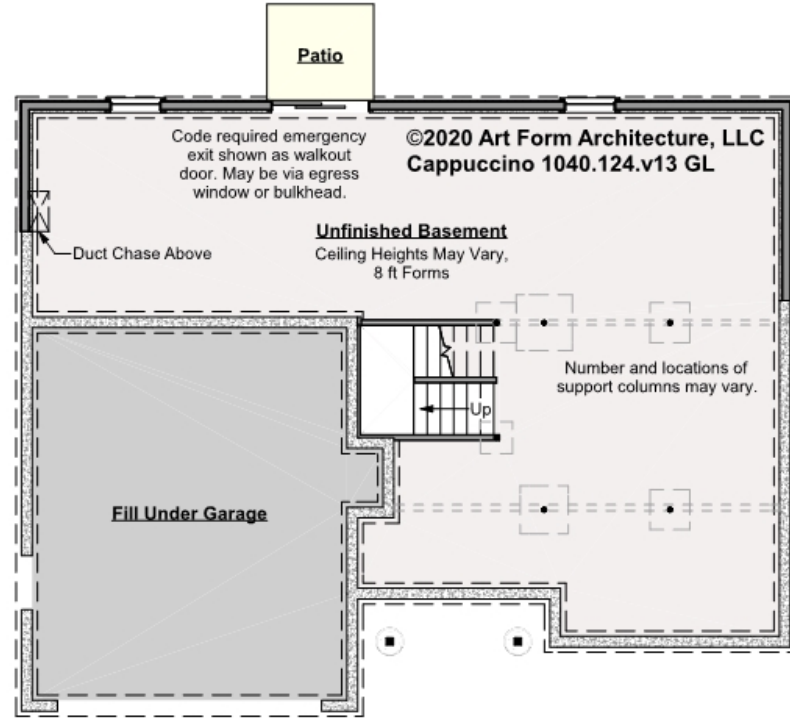 Patio
Code required emergency
exit shown as walkout
door. May be via egress
window or bulkhead.
©2020 Art Form Architecture, LLC
Cappuccino 1040.124.v13 GL
Unfinished Basement
Ceiling Heights May Vary,
8 ft Forms
Duct Chase Above
Number and locations of
support columns may vary.
Up
Fill Under Garage